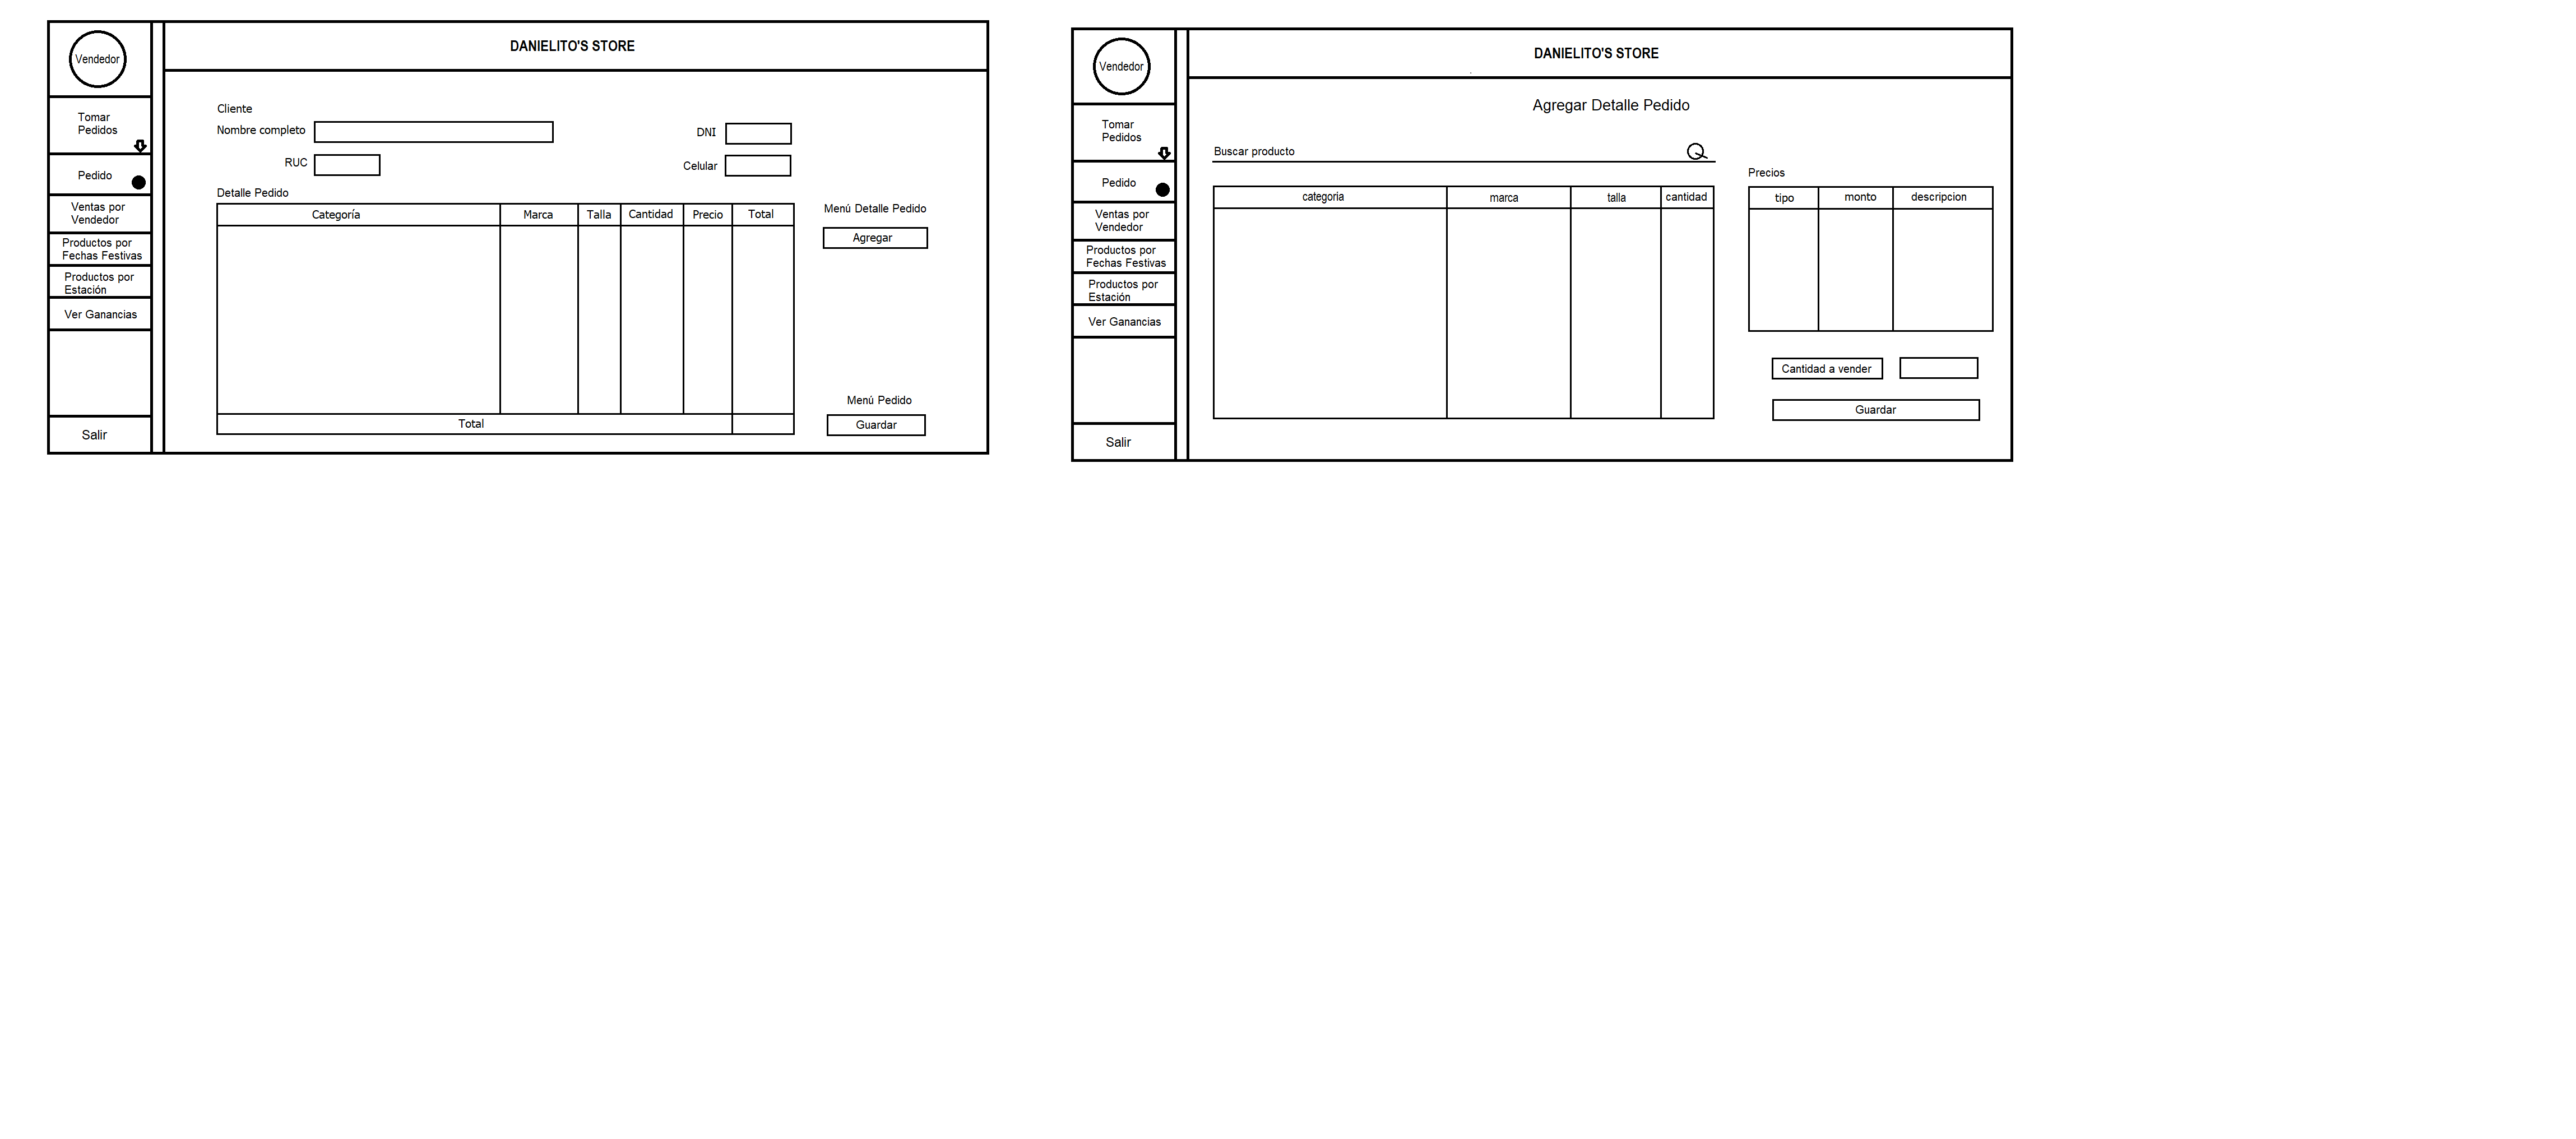 DANIELITO'S STORE
Vendedor
Tomar
Pedidos
Pedido
Ventas por
Vendedor
Productos por
Fechas Festivas
Productos por
Estación
Ver Ganancias
Salir
Cliente
Nombre completo
DNI
RUC
Celular
Detalle Pedido
Categoría Marca Talla Cantidad Precio Total
Total
Menú Detalle Pedido
Agregar
Menú Pedido
Guardar
DANIELITO'S STORE
Vendedor
Tomar
Pedidos
Pedido
Ventas por
Vendedor
Productos por
Fechas Festivas
Productos por
Estación
Ver Ganancias
Salir
Agregar Detalle Pedido
Buscar producto
categoria marca talla cantidad
Precios
tipo monto descripcion
Cantidad a vender
Guardar